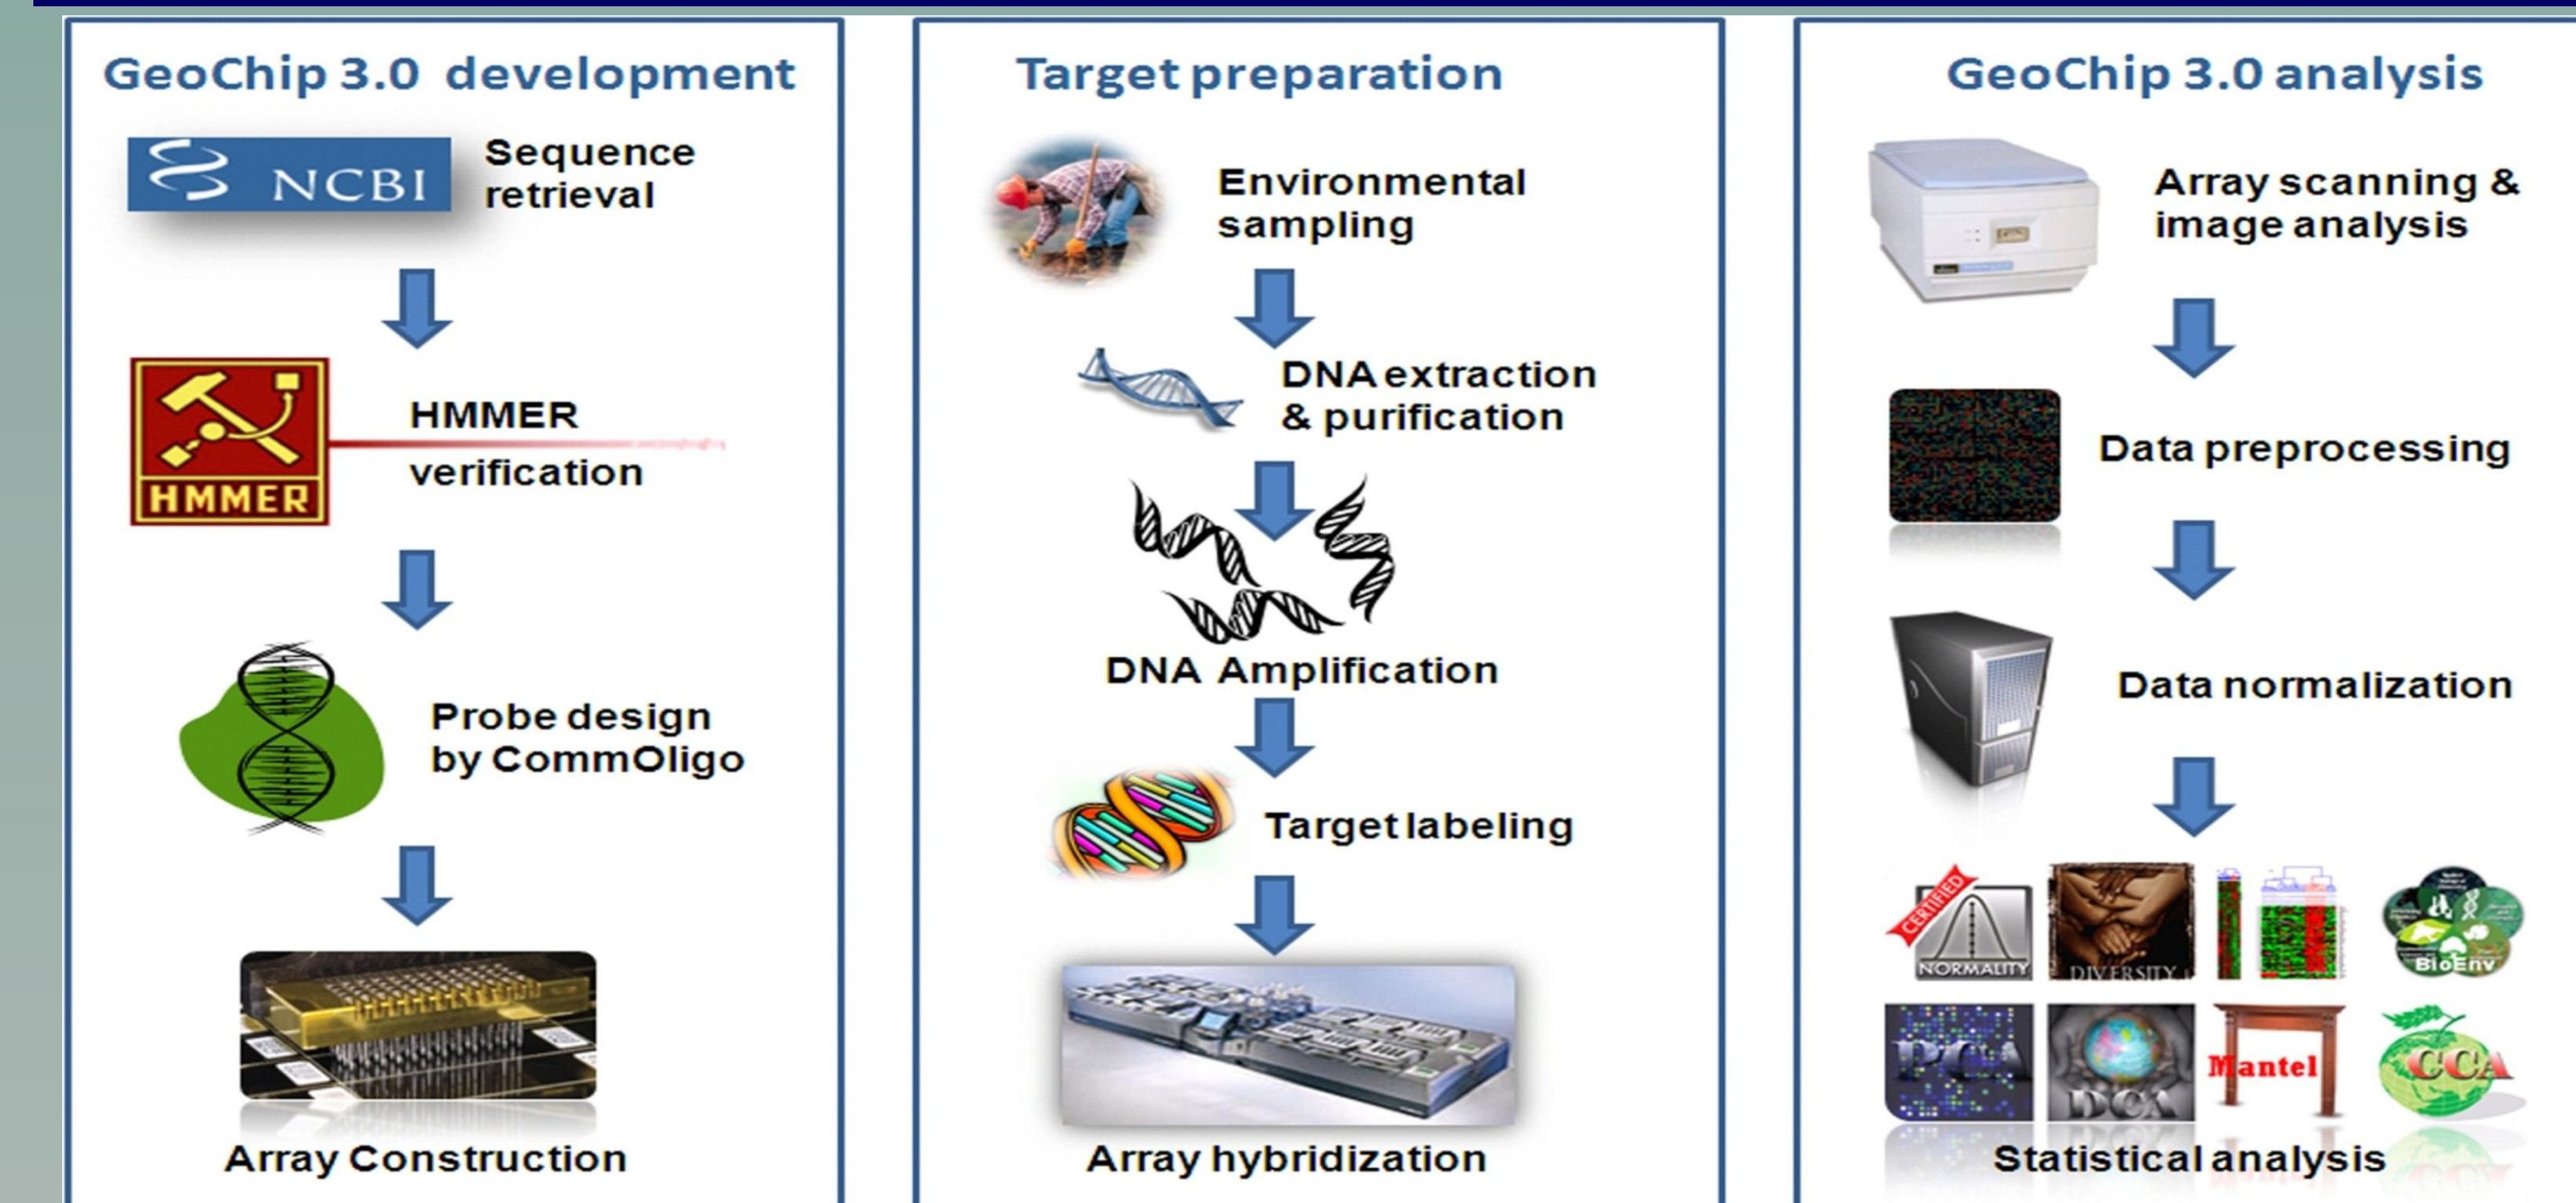 GeoChip 3.0 development
NCBI
Sequence
retrieval
HMMER
HMMER
verification
Probe design
by CommOligo
Array Construction
Target preparation
Environmental
sampling
DNA extraction
& purification
DNA Amplification
Target labeling
Array hybridization
GeoChip 3.0 analysis
Array scanning &
image analysis
Data preprocessing
Data normalization
CERTIFIED
NORMALITY
DIVERSITY
BioEnv
PCA
DCA
Mantel
CCA
Statistical analysis